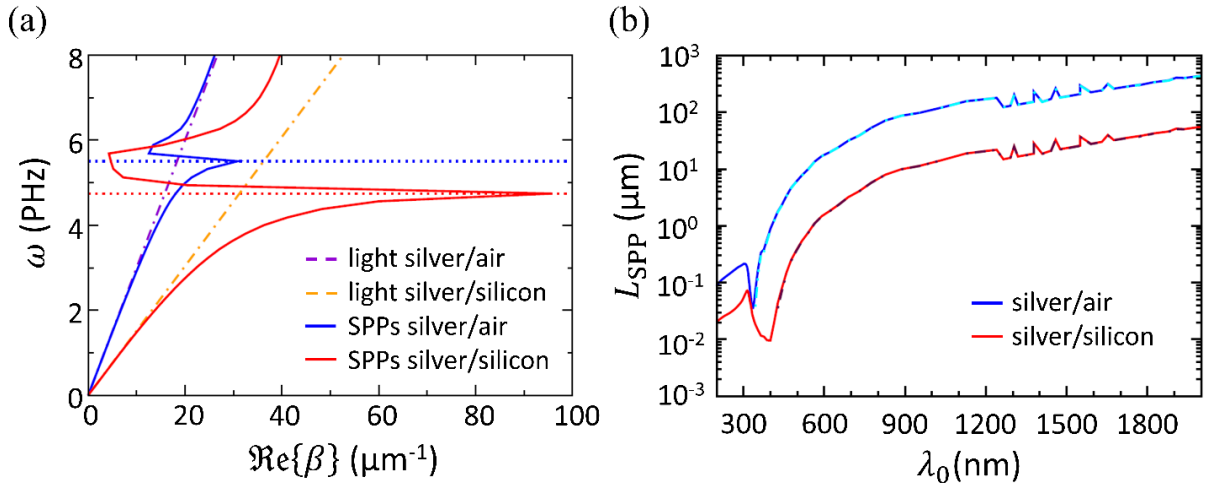 (a)
8
6
4
2
0
ω (PHz)
light silver/air
light silver/silicon
SPPs silver/air
SPPs silver/silicon
0 20 40 60 80 100
ℜe{β} (μm⁻¹)
(b)
10³
10²
10¹
10⁰
10⁻¹
10⁻²
10⁻³
L_SPP (μm)
silver/air
silver/silicon
300 600 900 1200 1500 1800
λ₀(nm)